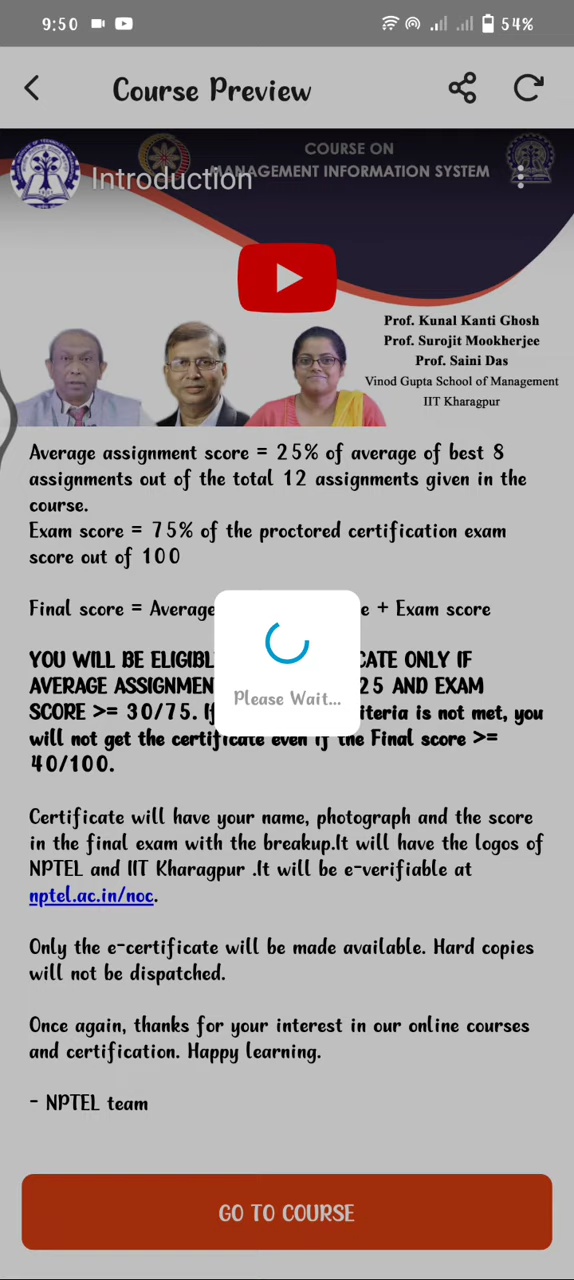 9:50
54%
Course Preview
COURSE ON
MANAGEMENT INFORMATION SYSTEM
Introduction
Prof. Kunal Kanti Ghosh
Prof. Surojit Mookherjee
Prof. Saini Das
Vinod Gupta School of Management
IIT Kharagpur
Average assignment score = 25% of average of best 8
assignments out of the total 12 assignments given in the
course.
Exam score = 75% of the proctored certification exam
score out of 100
Final score = Average e + Exam score
YOU WILL BE ELIGIBL CATE ONLY IF
AVERAGE ASSIGNMEN 25 AND EXAM
SCORE >= 30/75. If iteria is not met, you
will not get the certificate even if the Final score >=
40/100.
Please Wait...
Certificate will have your name, photograph and the score
in the final exam with the breakup.It will have the logos of
NPTEL and IIT Kharagpur .It will be e-verifiable at
nptel.ac.in/noc.
Only the e-certificate will be made available. Hard copies
will not be dispatched.
Once again, thanks for your interest in our online courses
and certification. Happy learning.
- NPTEL team
GO TO COURSE